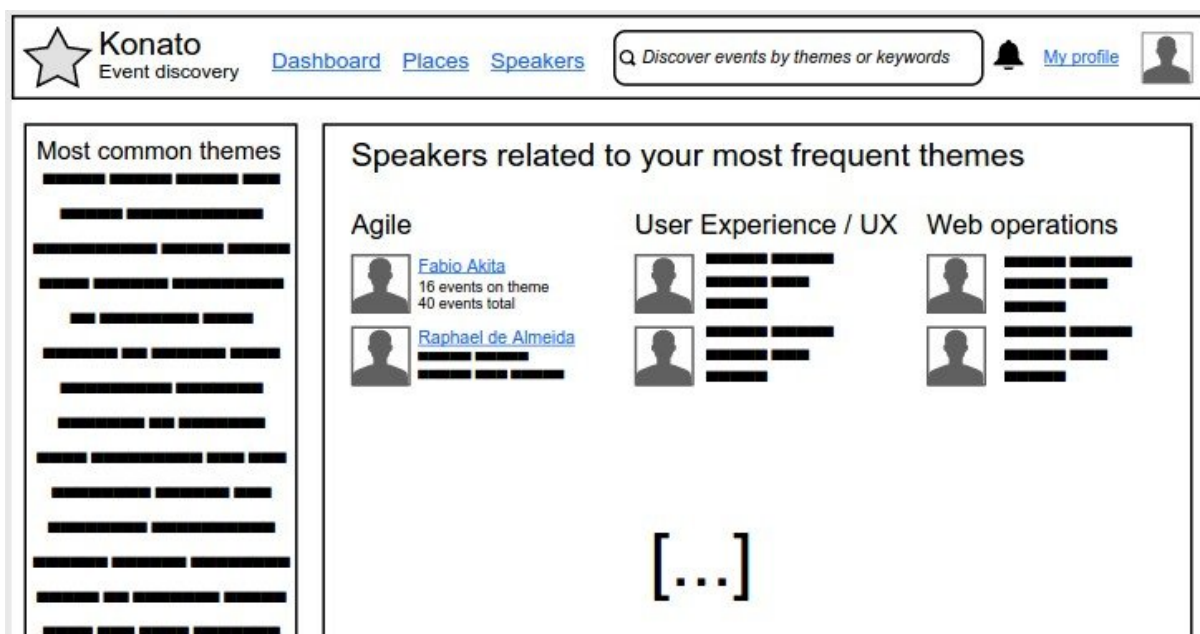 Konato
Event discovery
Dashboard Places Speakers
Discover events by themes or keywords
My profile
Most common themes
Speakers related to your most frequent themes
Agile
Fabio Akita
16 events on theme
40 events total
Raphael de Almeida
User Experience / UX
Web operations
[...]